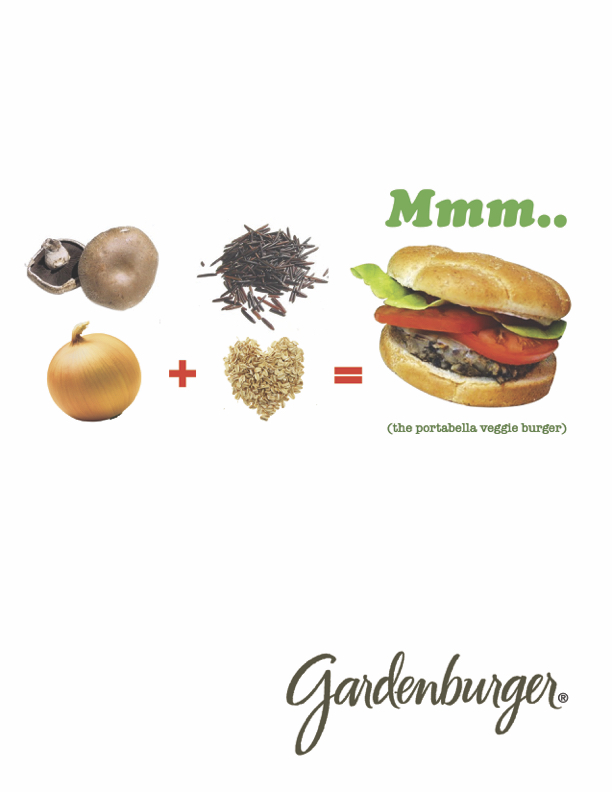 Mmm..
+
=
(the portabella veggie burger)
Gardenburger®